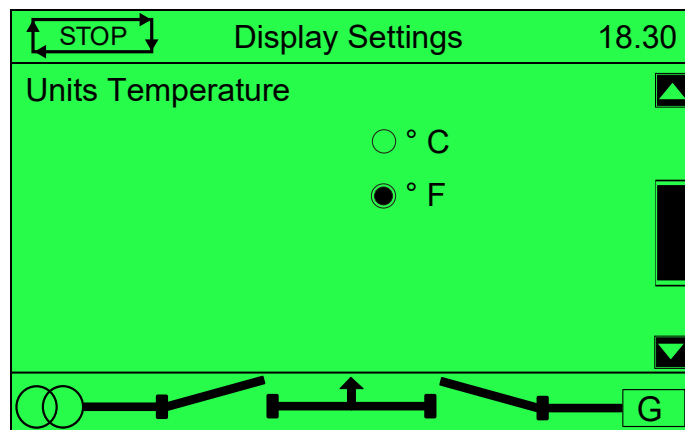 STOP Display Settings 18.30
Units Temperature
° C
° F
G